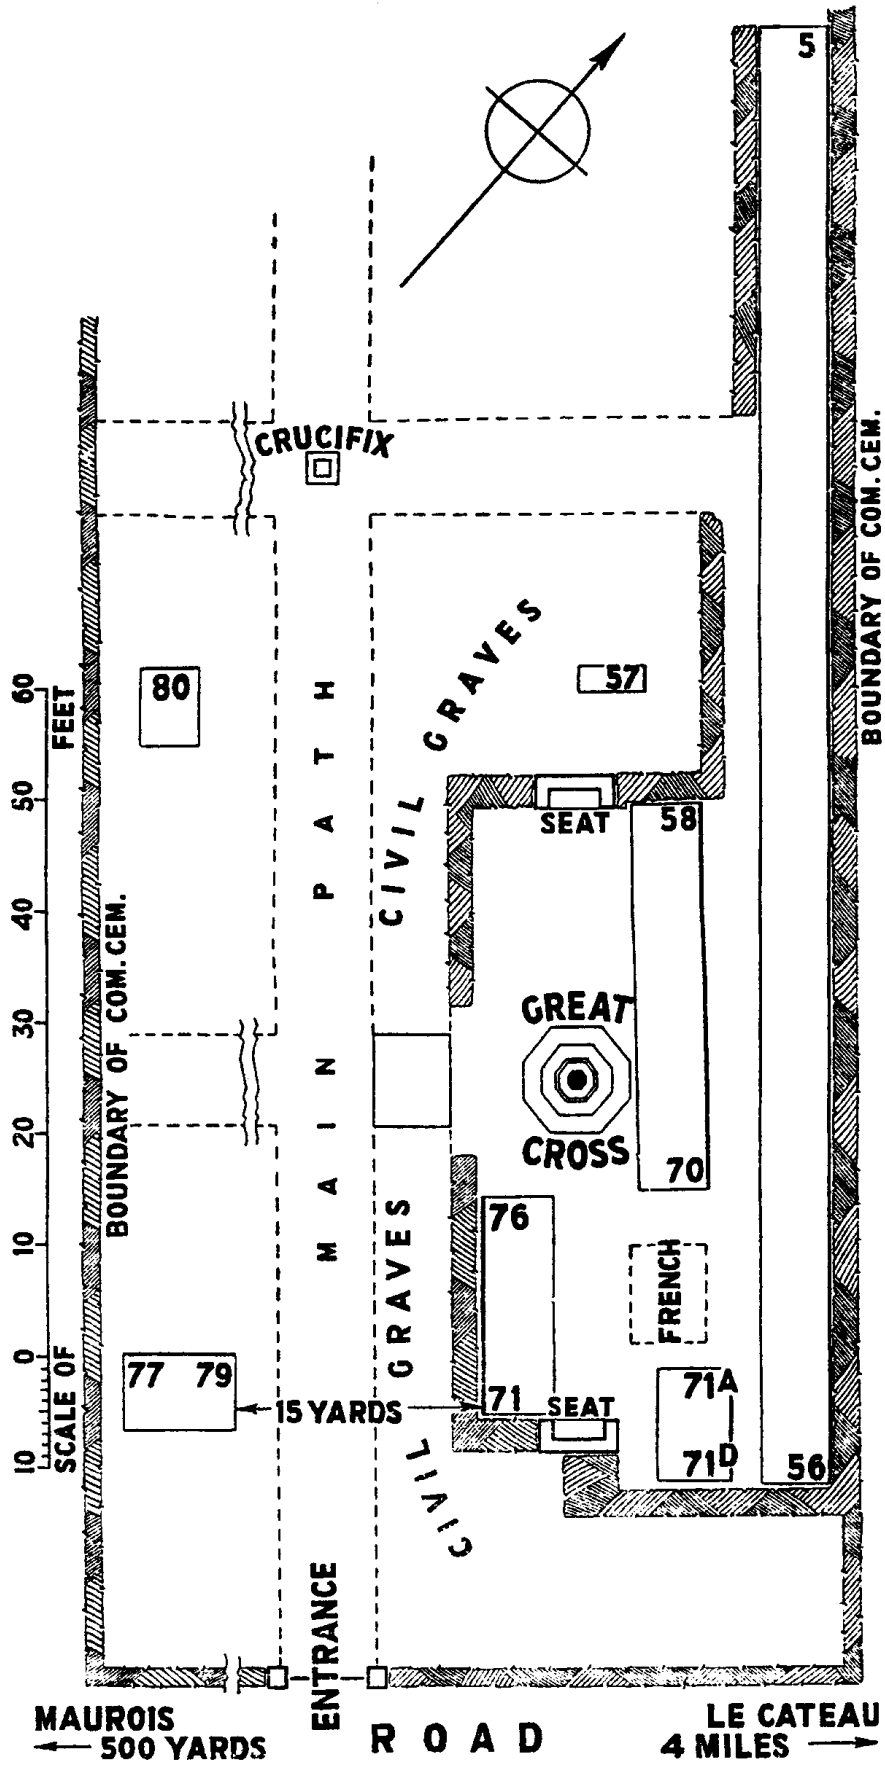 5
CRUCIFIX
BOUNDARY OF COM. CEM.
CIVIL GRAVES
57
80
MAIN PATH
SEAT
58
GREAT
CROSS
70
76
71
SEAT
FRENCH
71A
71D
56
BOUNDARY OF COM. CEM.
CIVIL GRAVES
77 79
15 YARDS
SCALE OF FEET
10 0 10 20 30 40 50 60
ENTRANCE
MAUROIS
500 YARDS
ROAD
LE CATEAU
4 MILES